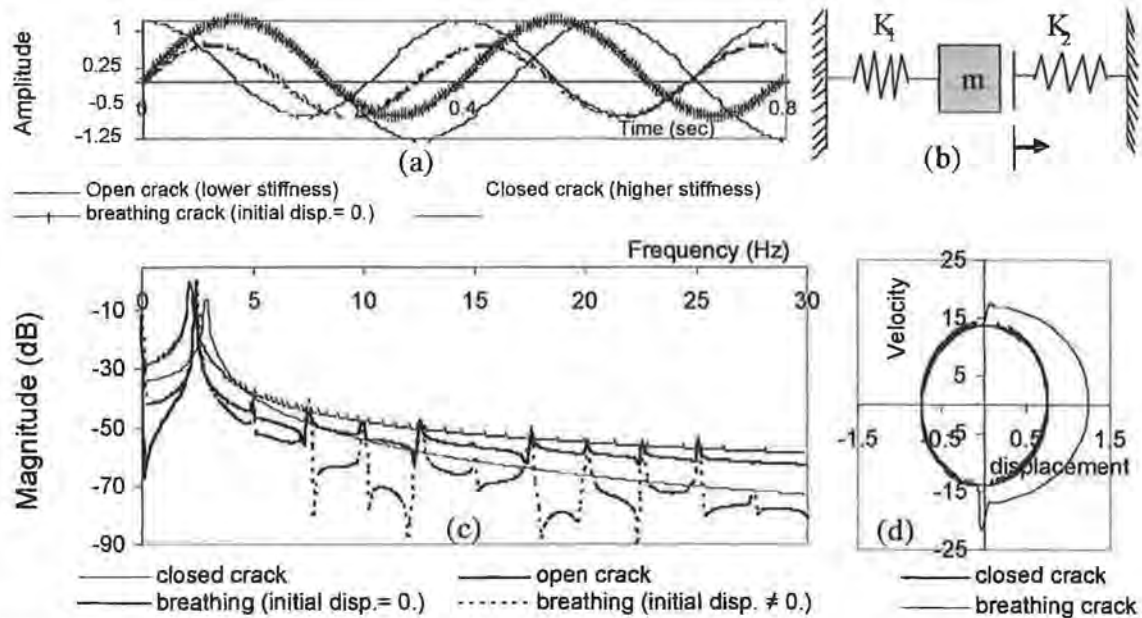 Amplitude
1
0.25
-0.5
-1.25
0
0.4
0.8
Time (sec)
(a)
K1
K2
m
(b)
Open crack (lower stiffness)
Closed crack (higher stiffness)
breathing crack (initial disp.= 0.)
Frequency (Hz)
Magnitude (dB)
0
5
10
15
20
25
30
-10
-30
-50
-70
-90
(c)
closed crack
open crack
breathing (initial disp.= 0.)
breathing (initial disp. ≠ 0.)
Velocity
25
15
5
-5
-15
-25
-1.5
-0.5
0.5
1.5
displacement
(d)
closed crack
breathing crack